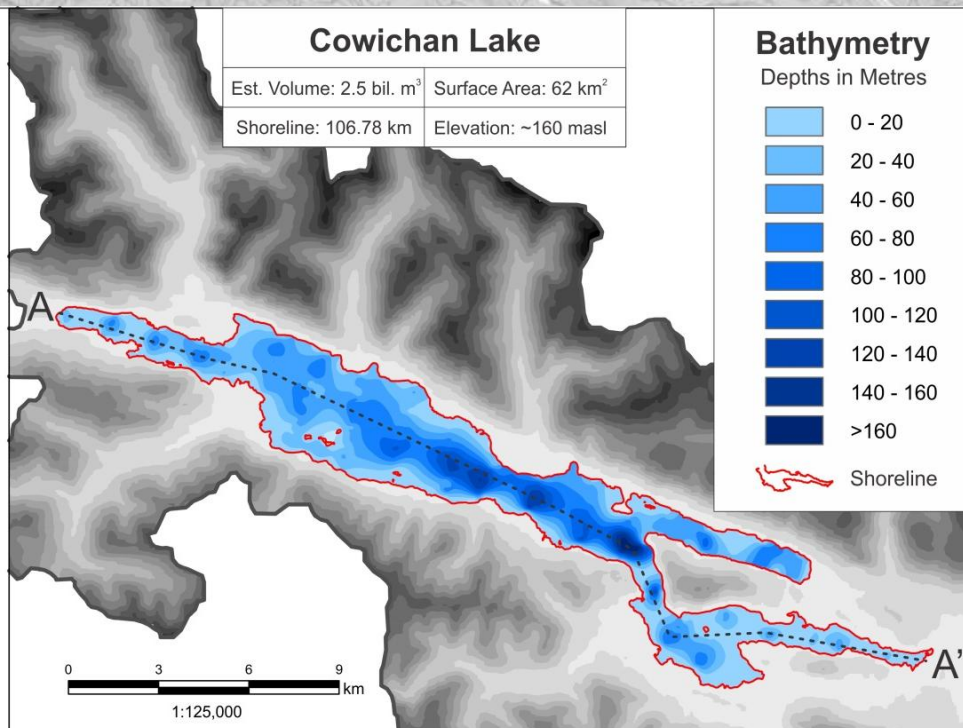 Cowichan Lake
Est. Volume: 2.5 bil. m³
Surface Area: 62 km²
Shoreline: 106.78 km
Elevation: ~160 masl
Bathymetry
Depths in Metres
0 - 20
20 - 40
40 - 60
60 - 80
80 - 100
100 - 120
120 - 140
140 - 160
>160
Shoreline
A
A'
0 3 6 9
km
1:125,000